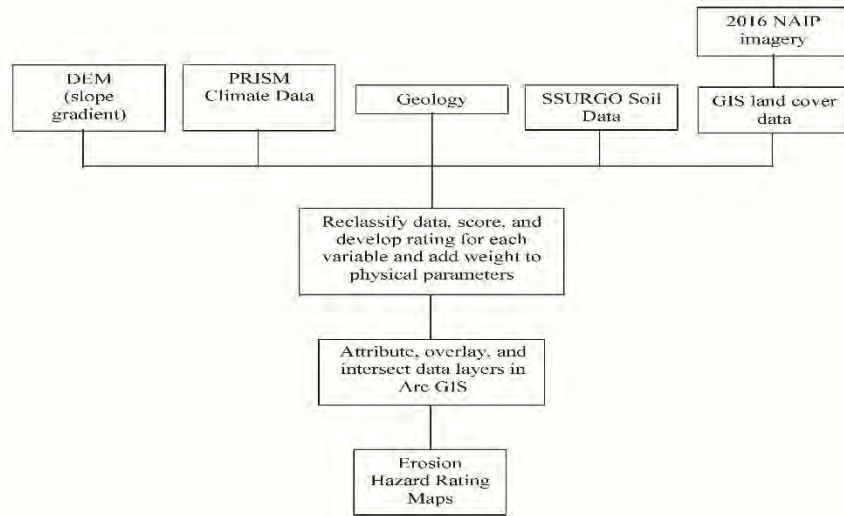 2016 NAIP
imagery
DEM
(slope
gradient)
PRISM
Climate Data
Geology
SSURGO Soil
Data
GIS land cover
data
Reclassify data, score, and
develop rating for each
variable and add weight to
physical parameters
Attribute, overlay, and
intersect data layers in
Arc GIS
Erosion
Hazard Rating
Maps